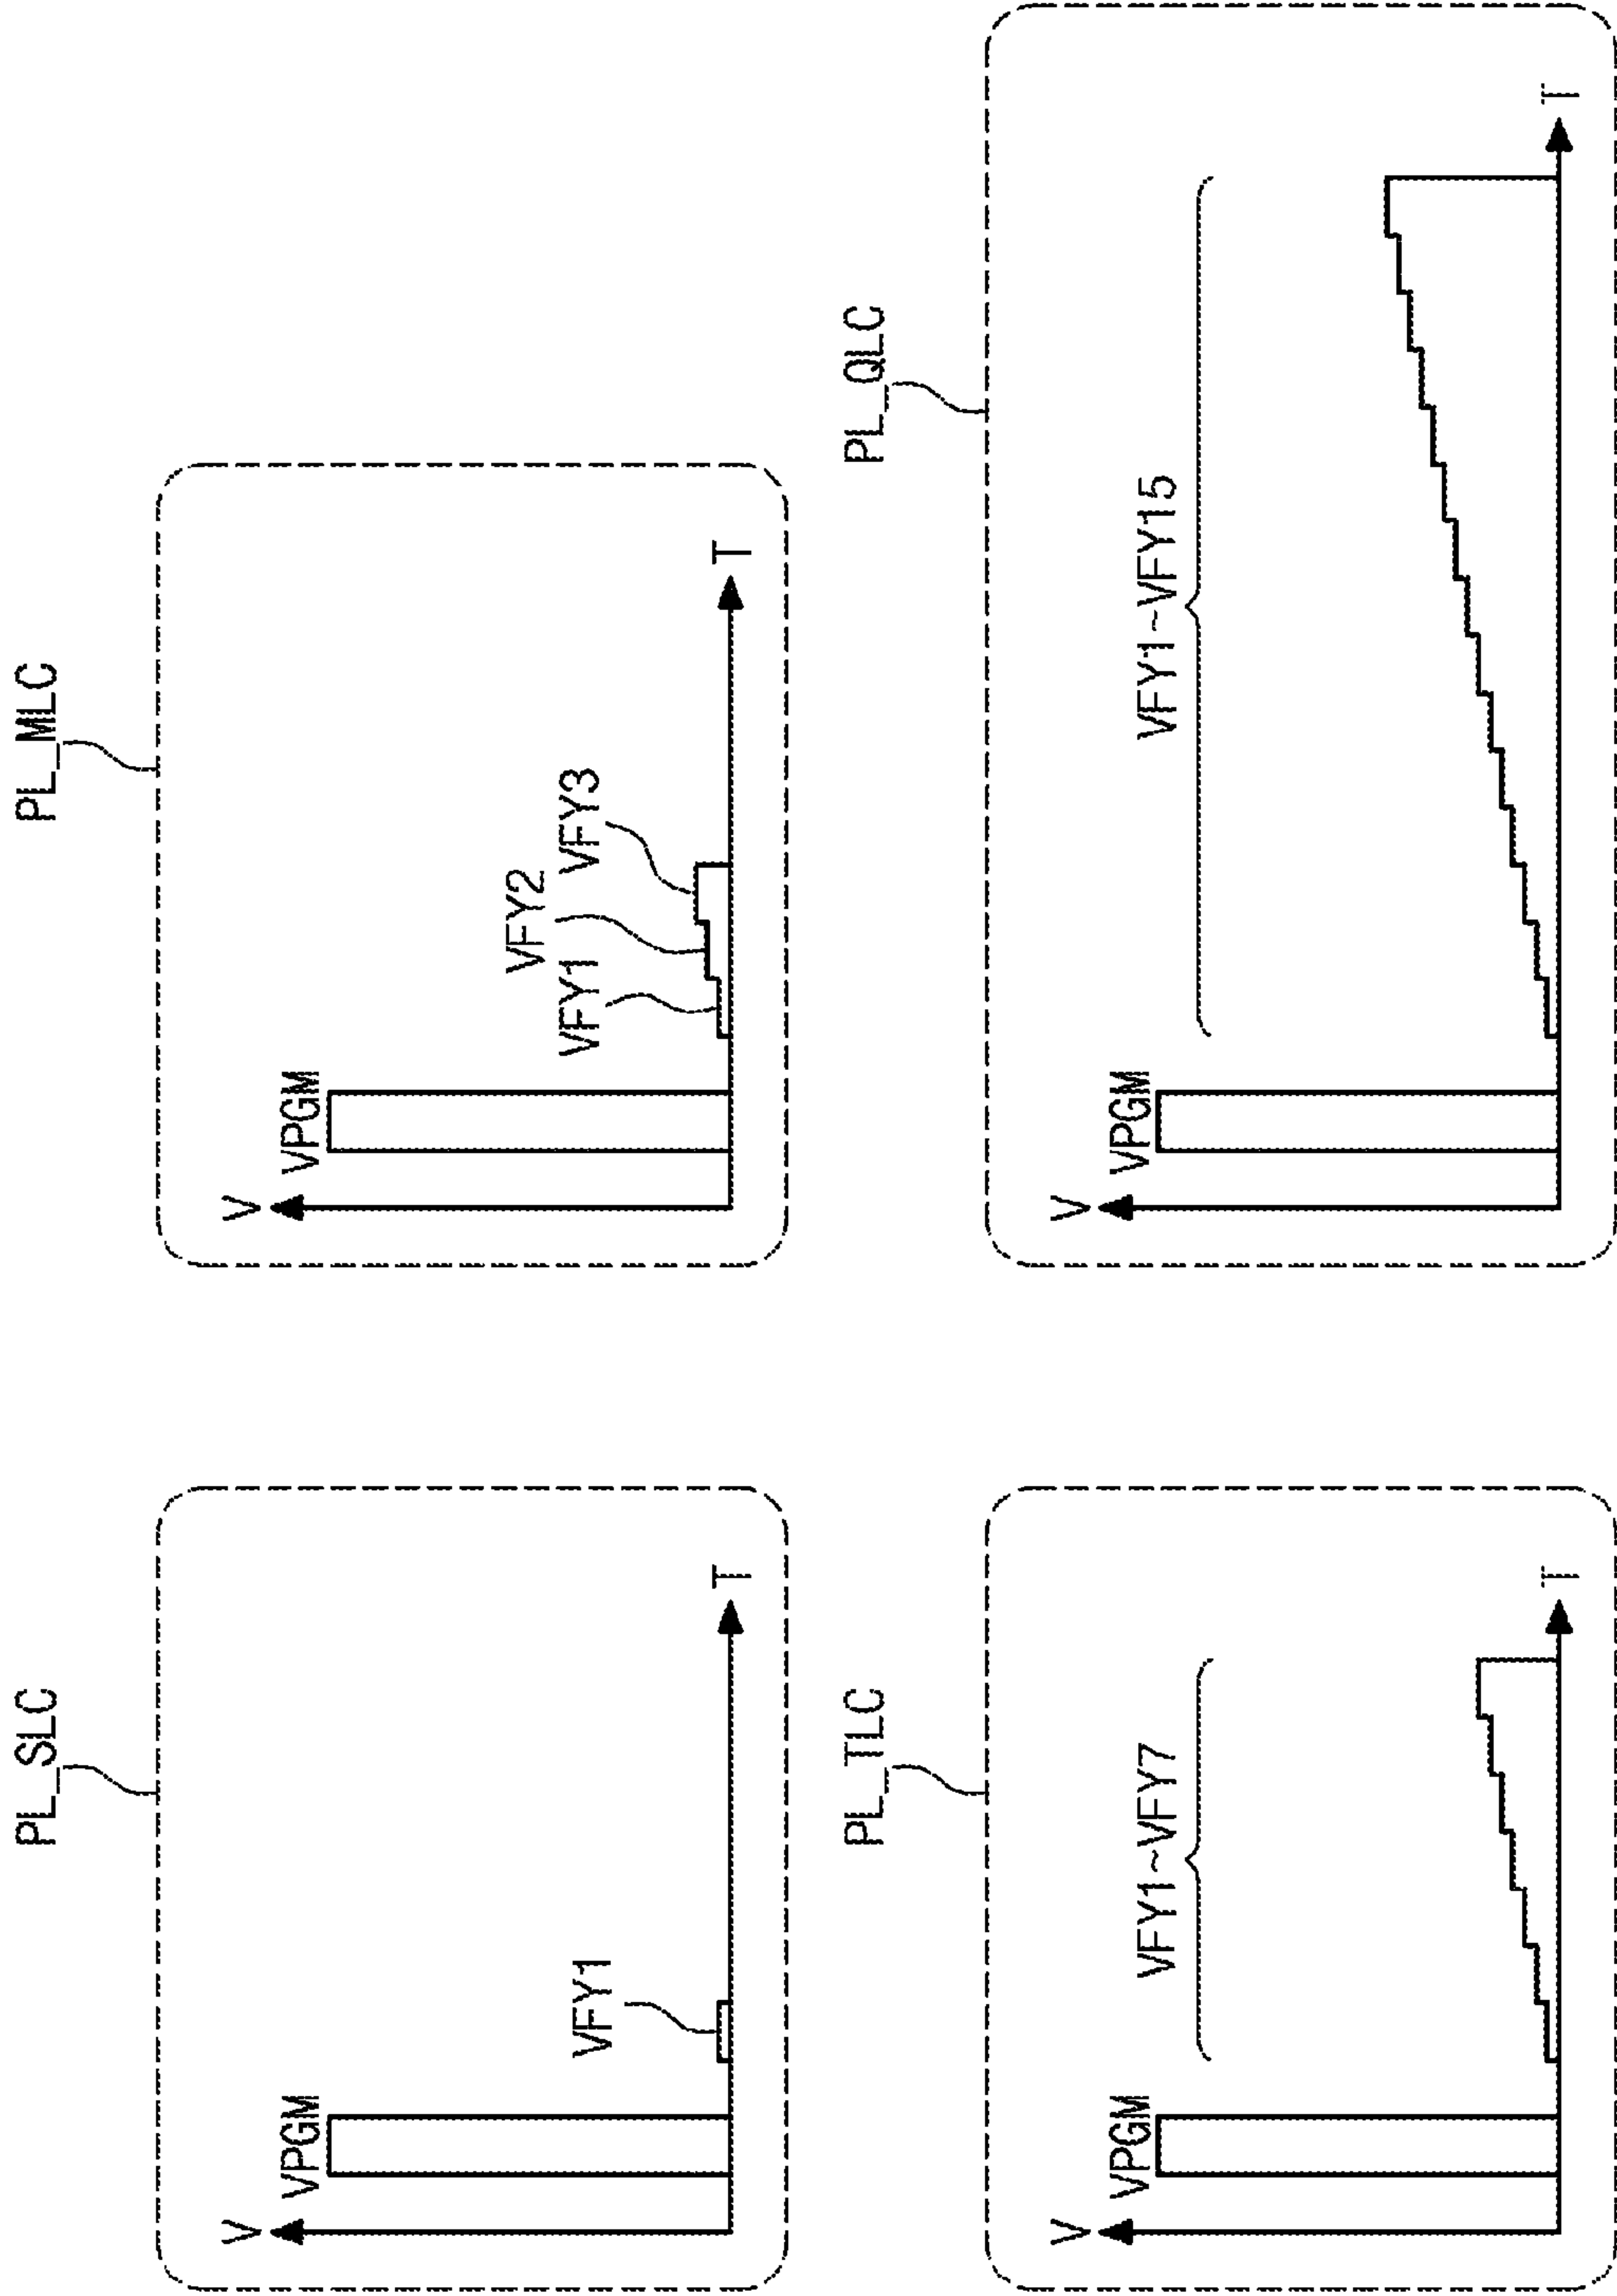 PL_SLC
V
VPGM
VFY1
T
PL_MLC
V
VPGM
VFY1
VFY2
VFY3
T
PL_TLC
V
VPGM
VFY1~VFY7
T
PL_QLC
V
VPGM
VFY1~VFY15
T